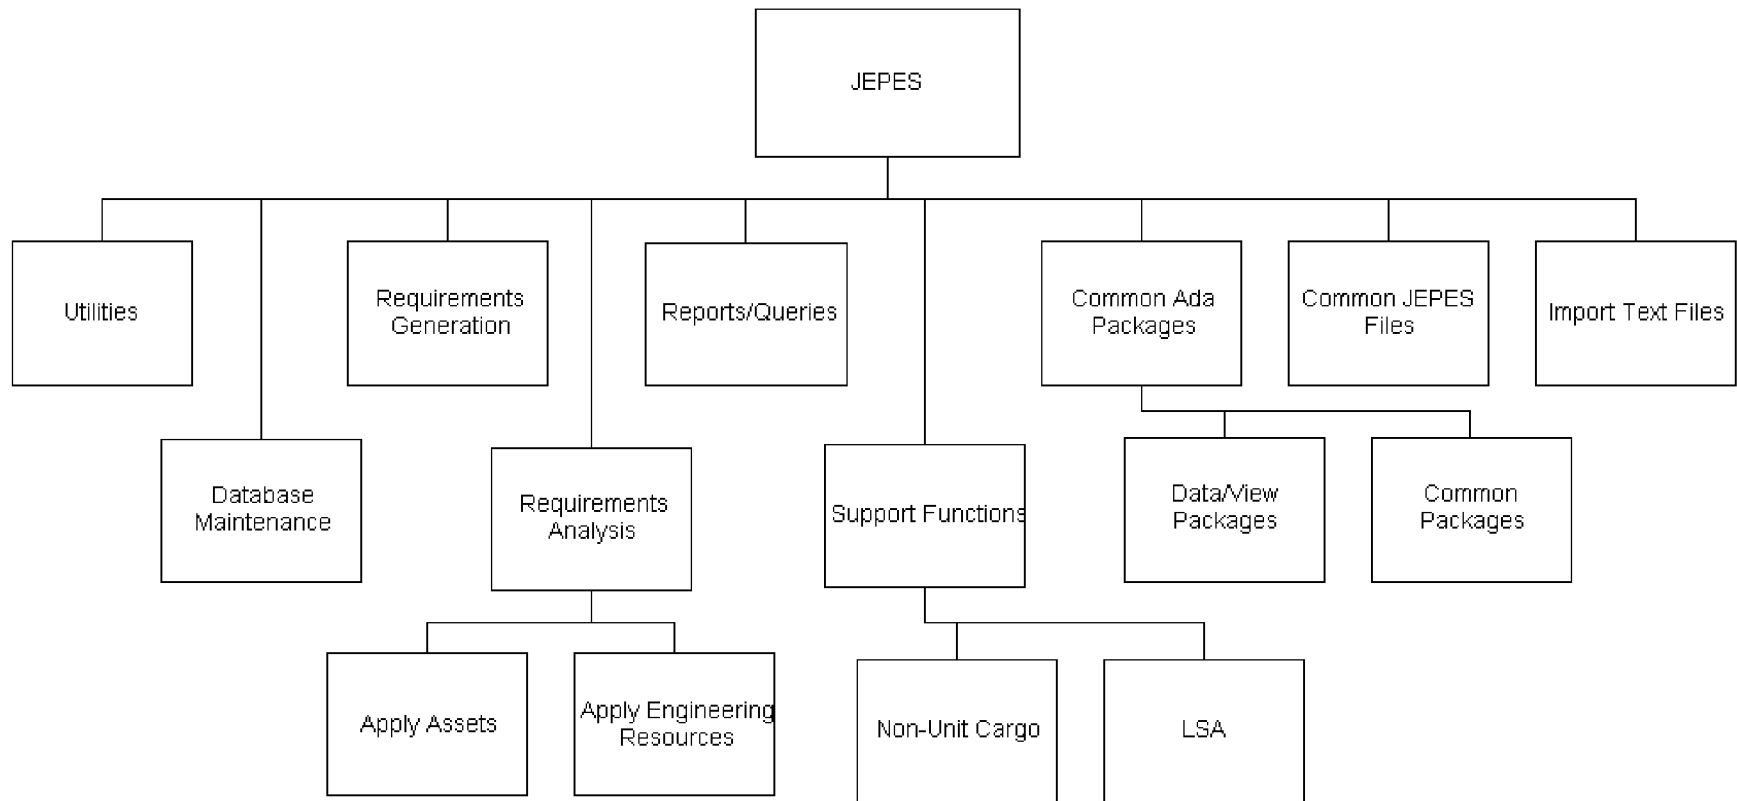 JEPES
Utilities
Requirements
Generation
Reports/Queries
Common Ada
Packages
Common JEPES
Files
Import Text Files
Database
Maintenance
Requirements
Analysis
Support Functions
Data/View
Packages
Common
Packages
Apply Assets
Apply Engineering
Resources
Non-Unit Cargo
LSA